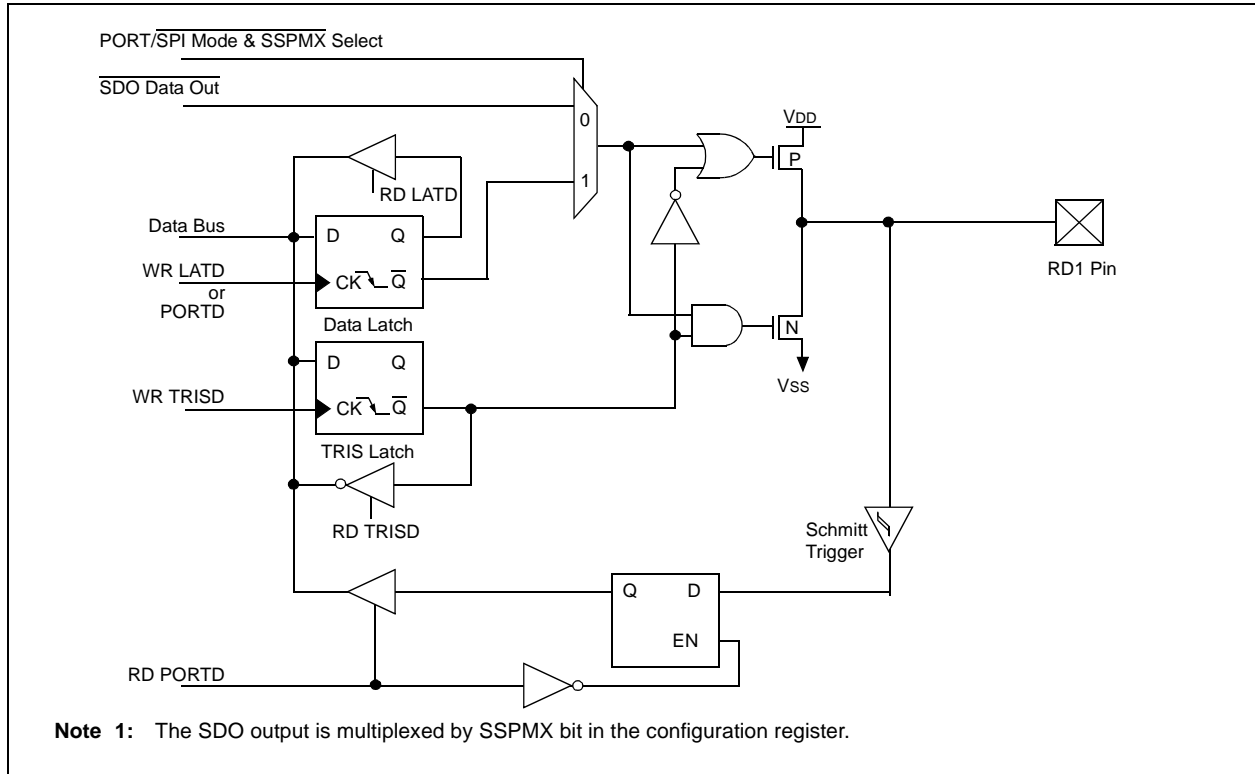 PORT/SPI Mode & SSPMX Select
SDO Data Out
0
1
VDD
P
RD LATD
Data Bus
D Q
WR LATD
or
PORTD
CK Q
Data Latch
RD1 Pin
N
VSS
D Q
WR TRISD
CK Q
TRIS Latch
RD TRISD
Schmitt
Trigger
Q D
EN
RD PORTD
Note 1: The SDO output is multiplexed by SSPMX bit in the configuration register.